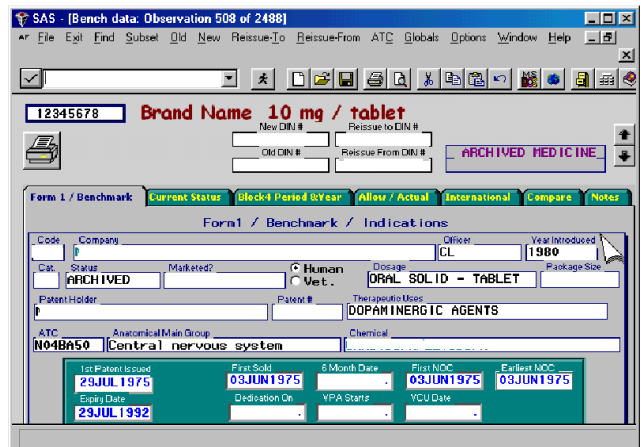 SAS - [Bench data: Observation 508 of 2488]
File Exit Find Subset Old New Reissue-To Reissue-From ATC Globals Options Window Help
12345678 Brand Name 10 mg / tablet
New DIN # Reissue to DIN #
Old DIN # Reissue From DIN # ARCHIVED MEDICINE
Form 1 / Benchmark Current Status Block4 Period &Year Allow / Actual International Compare Notes
Form1 / Benchmark / Indications
Code Company Officer Year Introduced
CL 1980
Cat. Status Marketed? Human Dosage Package Size
ARCHIVED Vet. ORAL SOLID - TABLET
Patent Holder Patent # Therapeutic Uses
DOPAMINERGIC AGENTS
ATC Anatomical Main Group Chemical
N04BA50 Central nervous system
1st Patent Issued First Sold 6 Month Date First NOC Earliest NOC
29JUL1975 03JUN1975 . 03JUN1975 03JUN1975
Expiry Date Dedication On VPA Starts VCU Date
29JUL1992 . . .